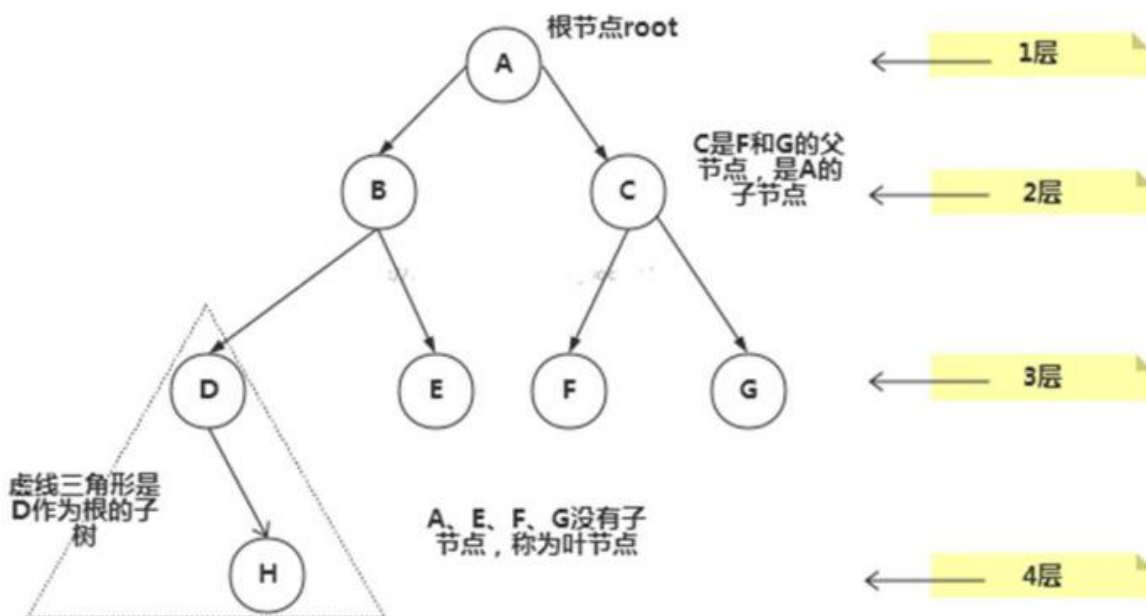 根节点root
A
1层
C是F和G的父
节点，是A的
子节点
B
C
2层
D
E
F
G
3层
虚线三角形是
D作为根的子
树
A、E、F、G没有子
节点，称为叶节点
H
4层